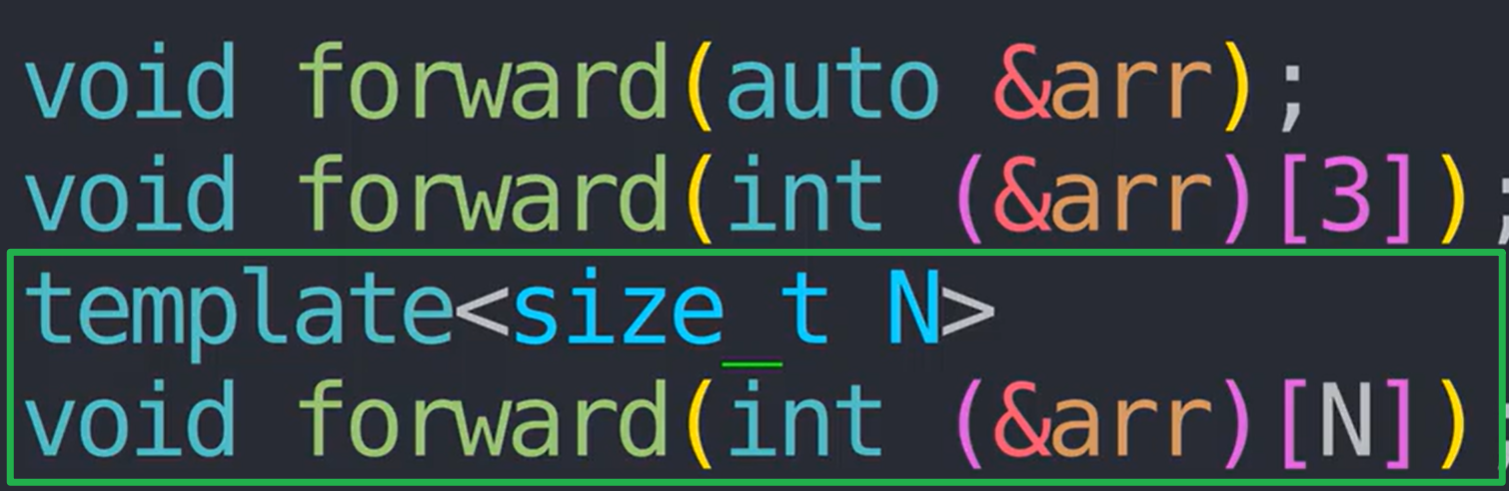 void forward(auto &arr);
void forward(int (&arr)[3]);
template<size_t N>
void forward(int (&arr)[N]);